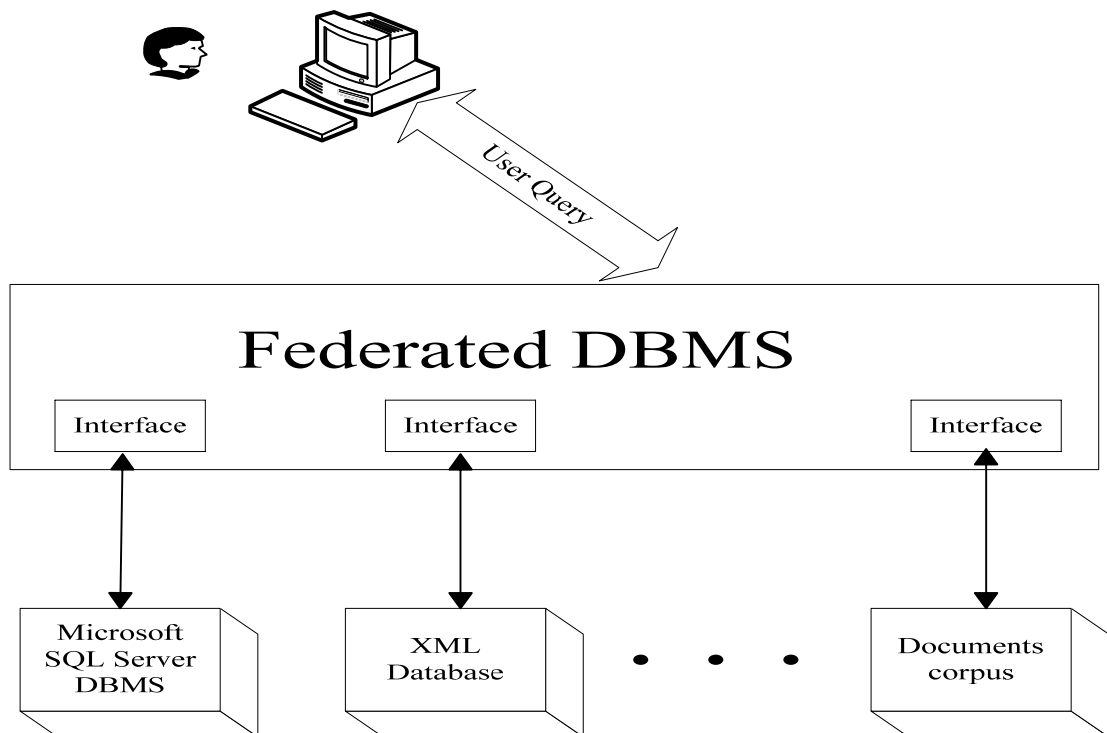 User Query
Federated DBMS
Interface
Interface
Interface
Microsoft
SQL Server
DBMS
XML
Database
Documents
corpus